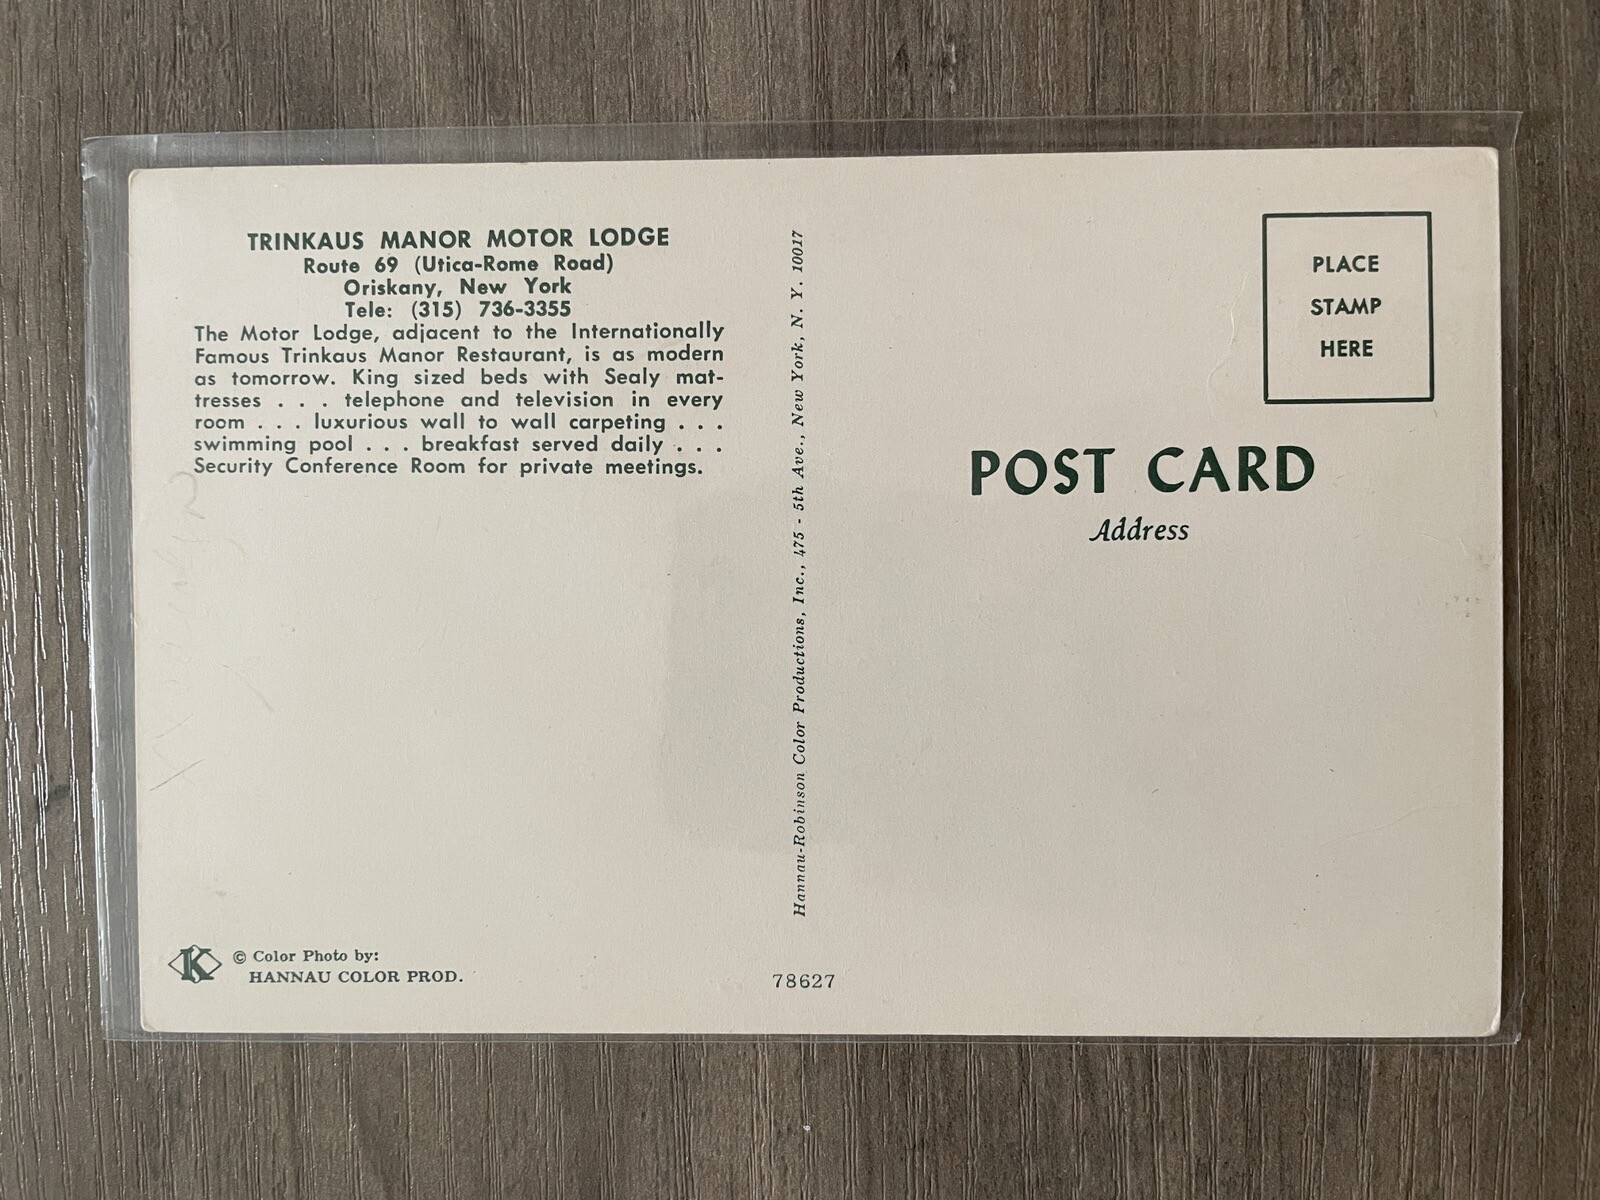 TRINKAUS MANOR MOTOR LODGE
Route 69 (Utica-Rome Road)
Oriskany, New York
Tele: (315) 736-3355
The Motor Lodge, adjacent to the Internationally
Famous Trinkaus Manor Restaurant, is as modern
as tomorrow. King sized beds with Sealy mat-
tresses . . . telephone and television in every
room . . . luxurious wall to wall carpeting . . .
swimming pool . . . breakfast served daily . . .
Security Conference Room for private meetings.
K
© Color Photo by:
HANNAU COLOR PROD.
Hannau-Robinson Color Productions, Inc., 475 - 5th Ave., New York, N. Y. 10017
78627
PLACE
STAMP
HERE
POST CARD
Address